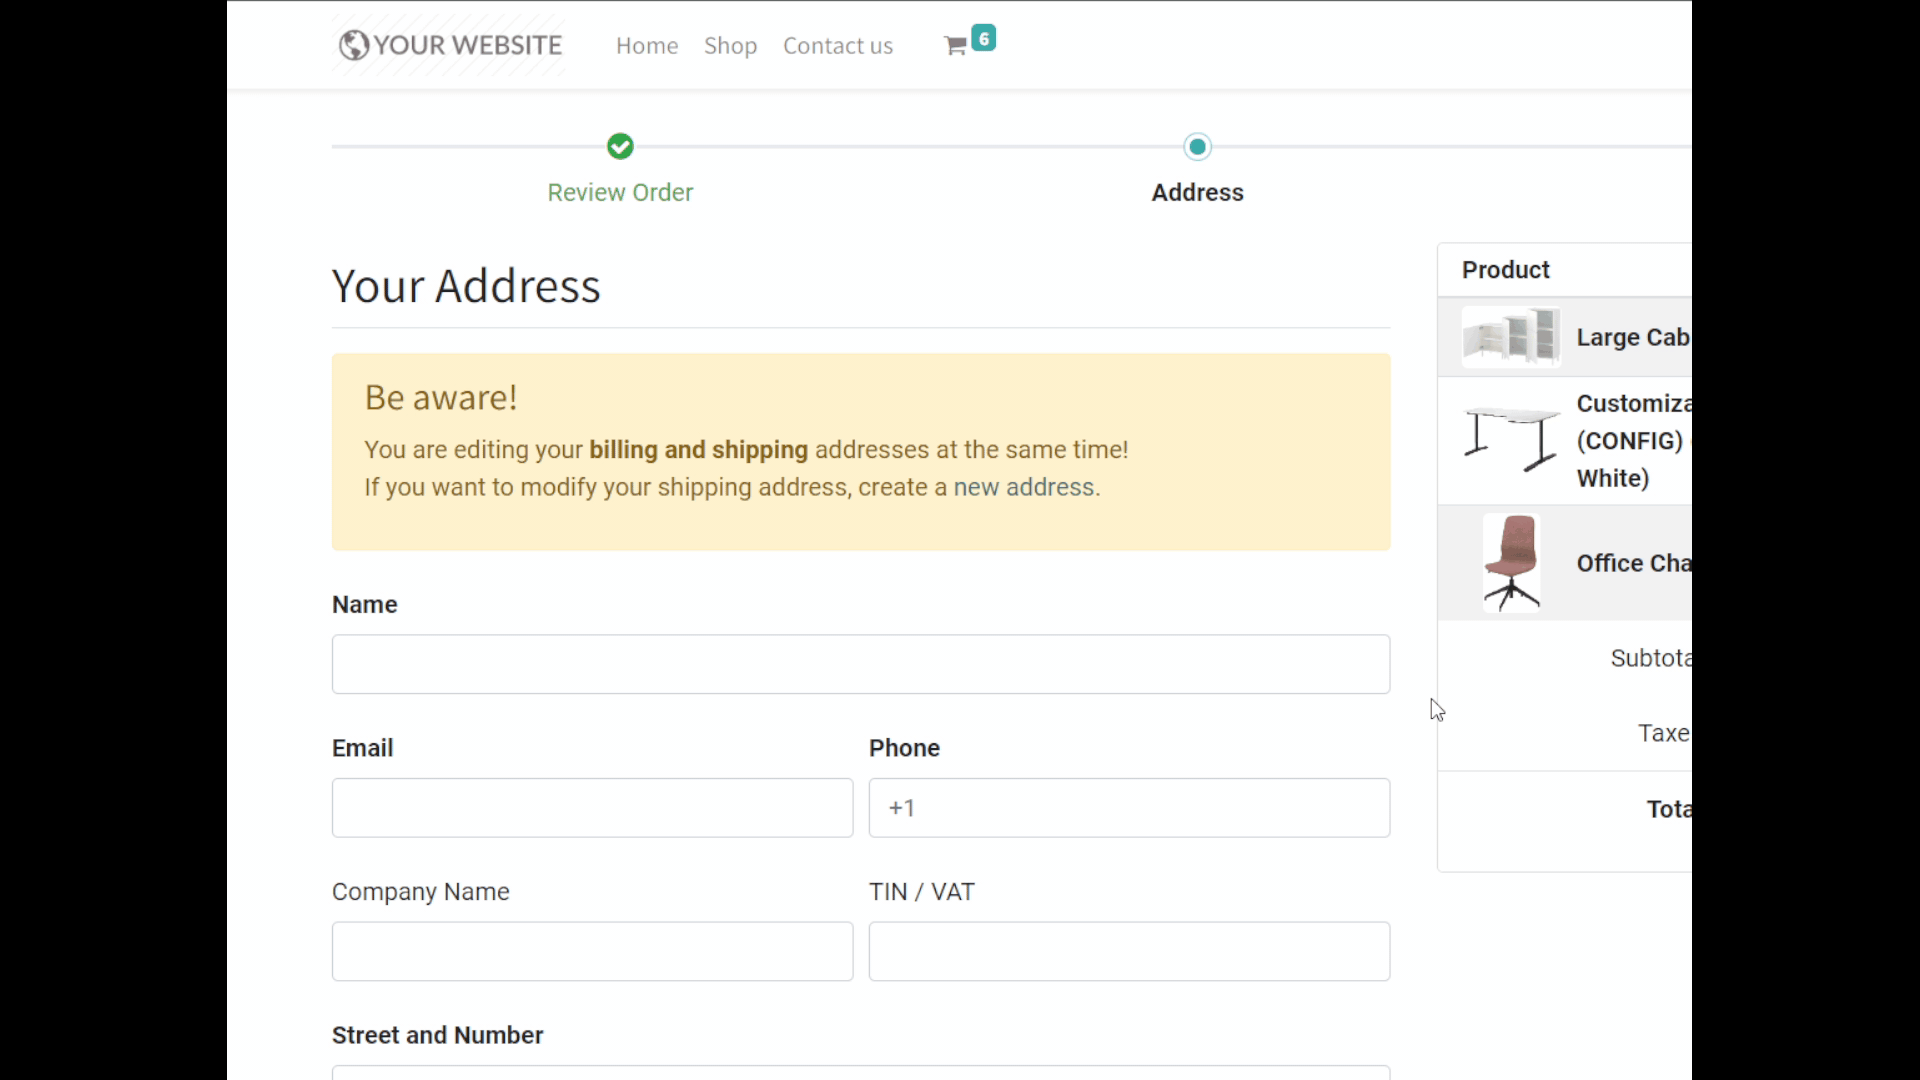 YOUR WEBSITE Home Shop Contact us 6
Review Order Address
Your Address
Be aware!
You are editing your billing and shipping addresses at the same time!
If you want to modify your shipping address, create a new address.
Name
Email Phone
+1
Company Name TIN / VAT
Street and Number
Product
Large Cab
Customiza
(CONFIG)
White)
Office Cha
Subtota
Taxe
Tota